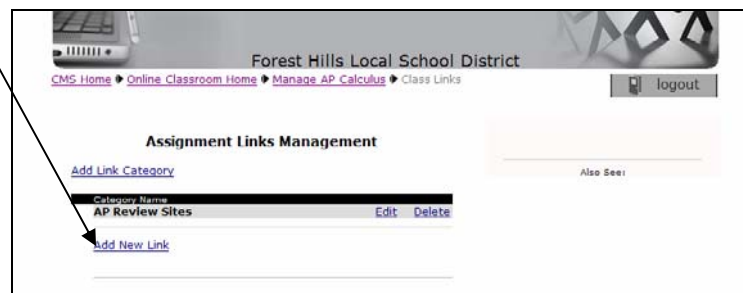 Forest Hills Local School District
CMS Home Online Classroom Home Manage AP Calculus Class Links
logout
Assignment Links Management
Add Link Category
Also See:
Category Name
AP Review Sites Edit Delete
Add New Link